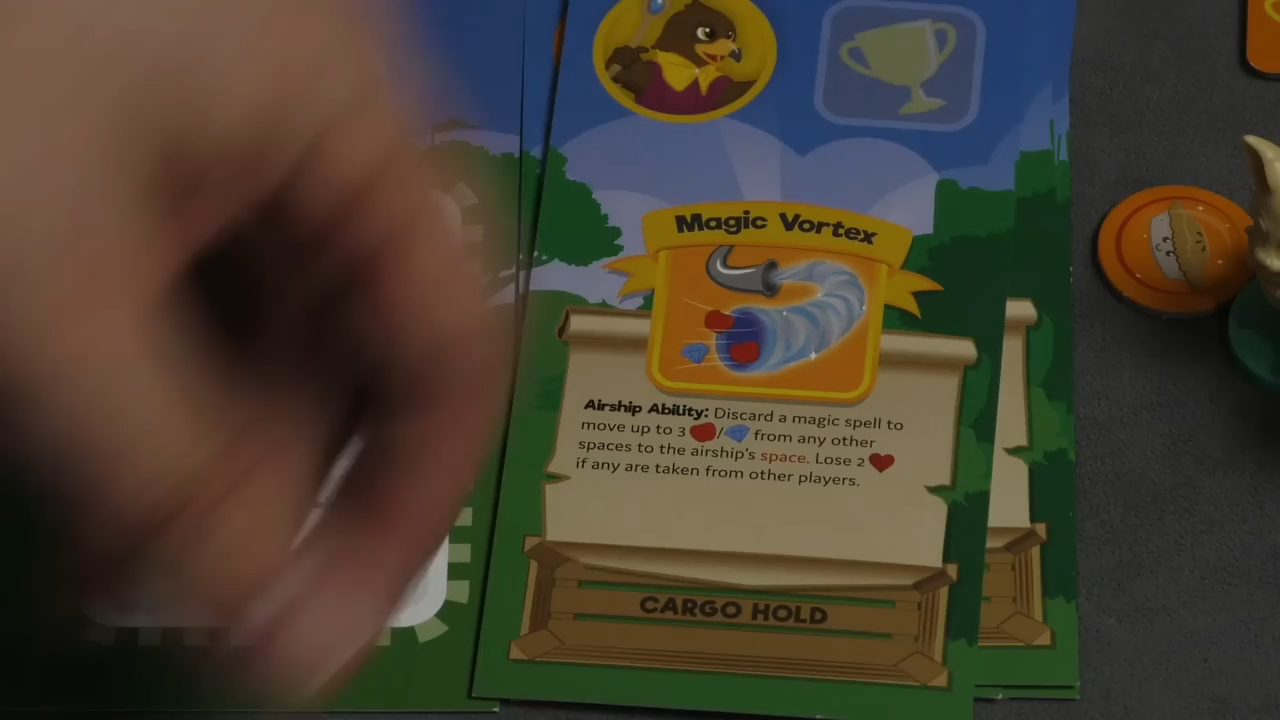 Magic Vortex
Airship Ability: Discard a magic spell to
move up to 3 / from any other
spaces to the airship's space. Lose 2
if any are taken from other players.
CARGO HOLD